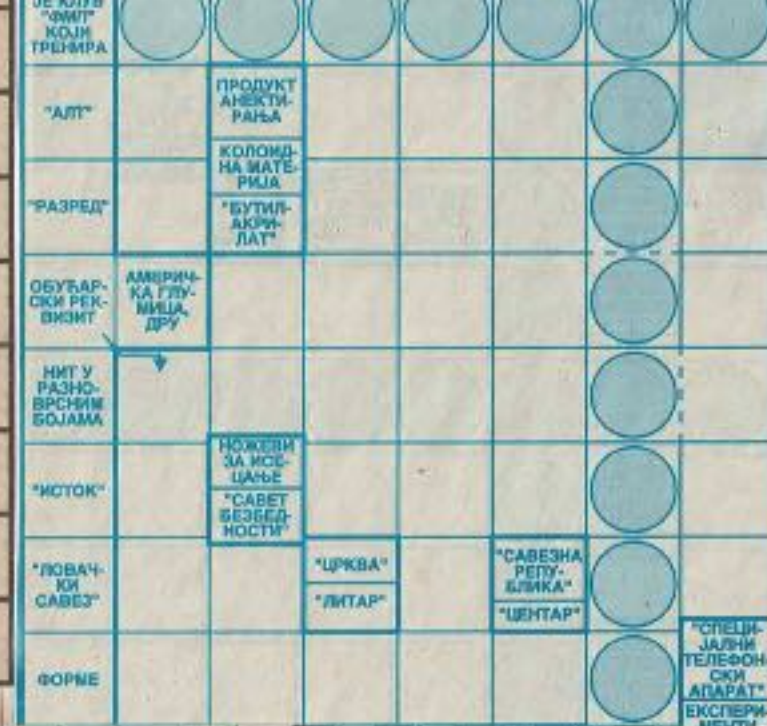 ЈЕ КЛУБ
"ФИЛ"
КОЈИ
ТРЕНИРА
"АЛТ"
ПРОДУКТ
АНЕКТИ-
РАЊА
КОЛОИД-
НА МАТЕ-
РИЈА
"РАЗРЕД"
"БУТИЛ-
АКРИ-
ЛАТ"
ОБУЋАР-
СКИ РЕК-
ВИЗИТ
АМЕРИЧ-
КА ГЛУ-
МИЦА,
ДРУ
НИТ У
РАЗНО-
ВРСНИМ
БОЈАМА
"ИСТОК"
НОЖЕВИ
ЗА ИСЕ-
ЦАЊЕ
"САВЕТ
БЕЗБЕД-
НОСТИ"
"ЛОВАЧ-
КИ
САВЕЗ"
"ЦРКВА"
"ЛИТАР"
"САВЕЗНА
РЕПУ-
БЛИКА"
"ЦЕНТАР"
ФОРМЕ
"СПЕЦИ-
ЈАЛНИ
ТЕЛЕФОН-
СКИ
АПАРАТ"
ЕКСПЕРИ-